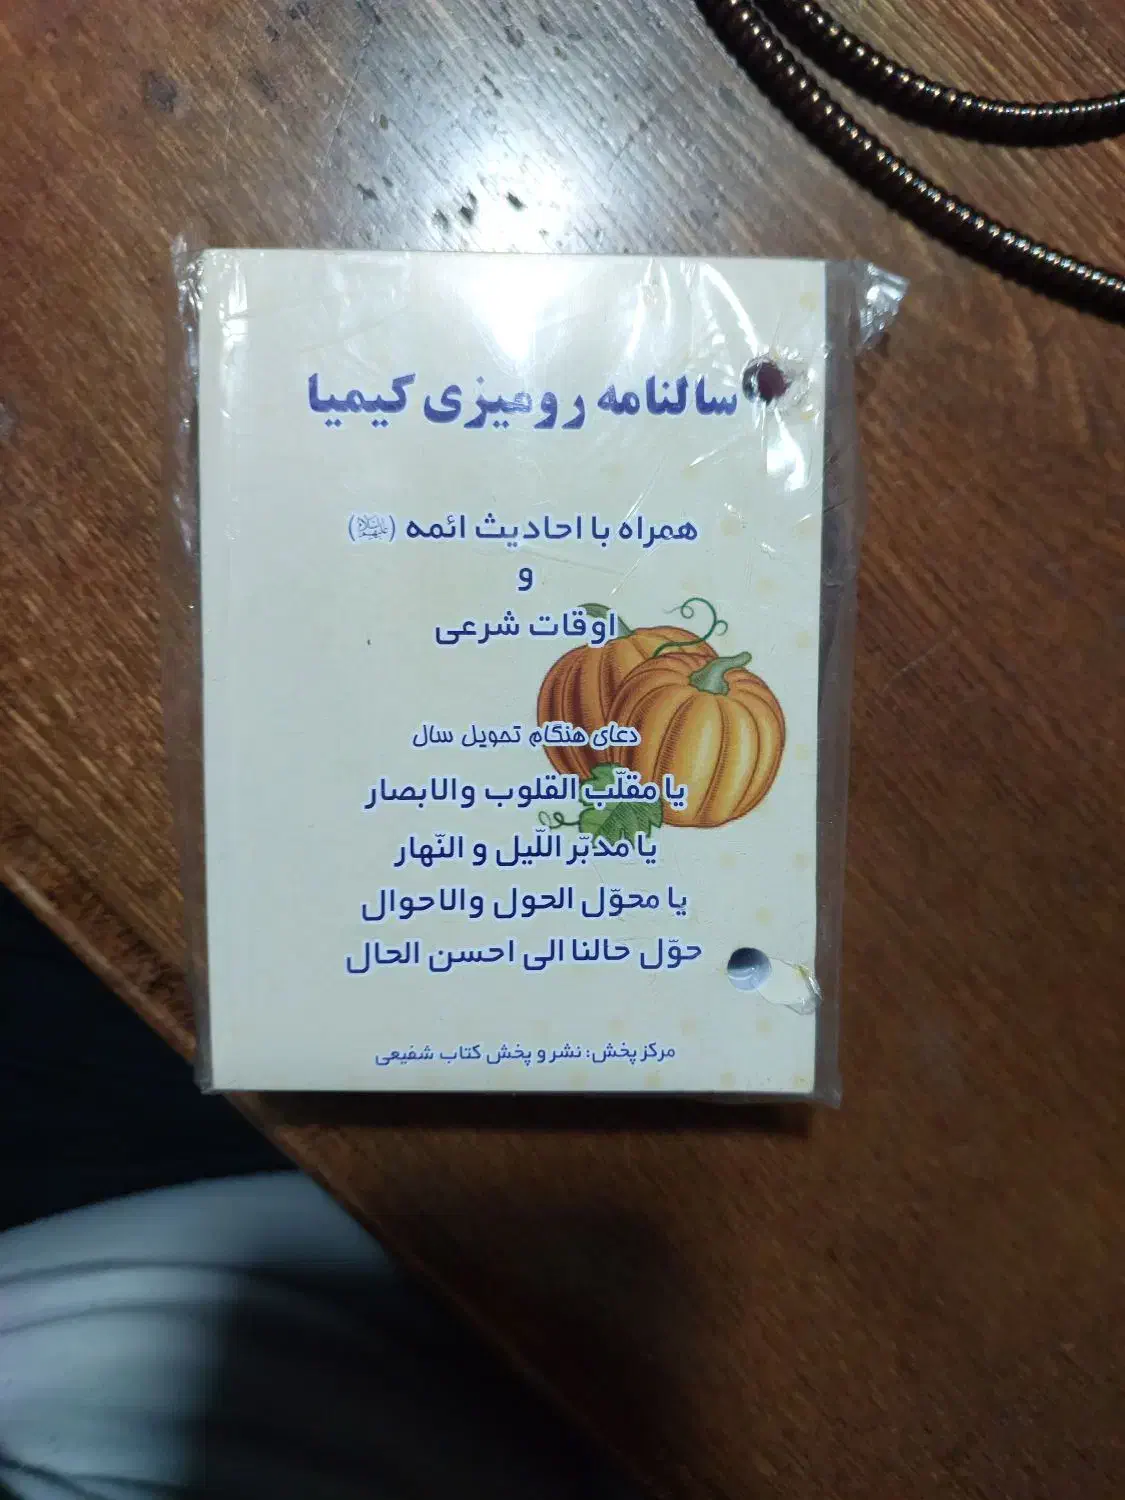 سالنامه رومیزی کیمیا
همراه با احادیث ائمه (علیهم السلام)
و
اوقات شرعی
دعای هنگام تحویل سال
یا مقلّب القلوب والابصار
یا مدبّر اللّیل و النّهار
یا محوّل الحول والاحوال
حوّل حالنا الی احسن الحال
مرکز پخش: نشر و پخش کتاب شفیعی